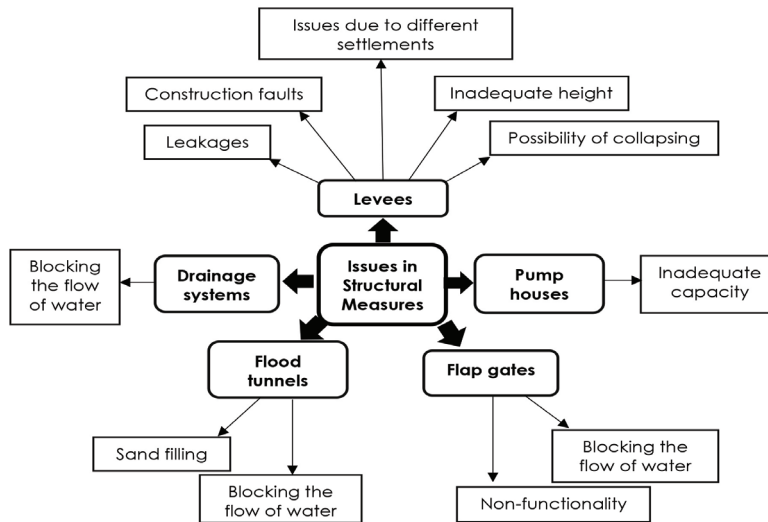 Issues due to different
settlements
Construction faults
Inadequate height
Leakages
Possibility of collapsing
Levees
Blocking
the flow
of water
Drainage
systems
Issues in
Structural
Measures
Pump
houses
Inadequate
capacity
Flood
tunnels
Flap gates
Sand filling
Blocking the
flow of water
Blocking the
flow of water
Non-functionality